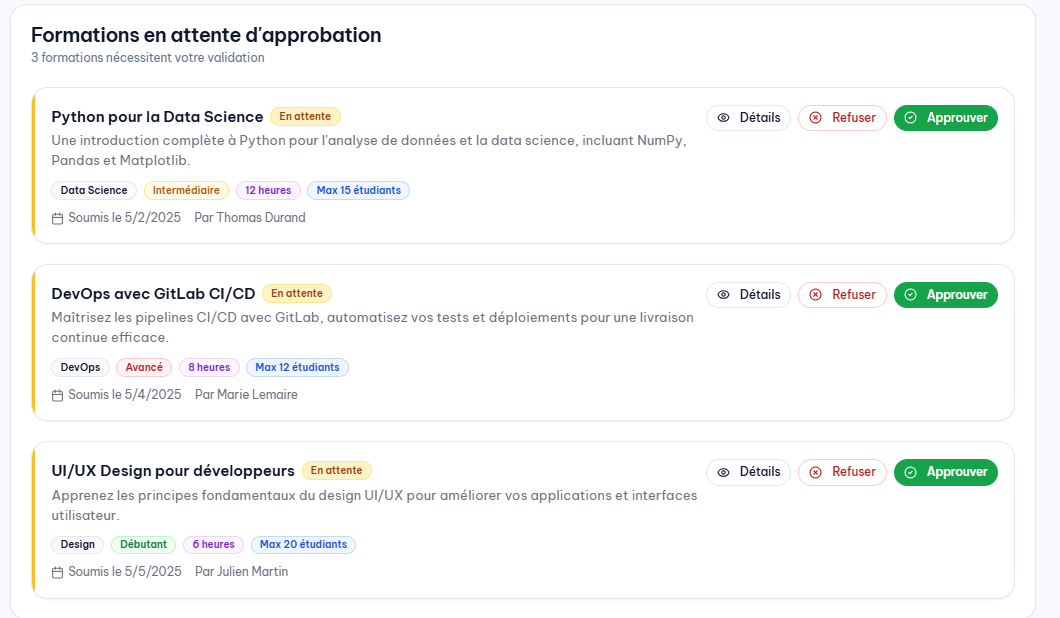 Formations en attente d'approbation
3 formations nécessitent votre validation
Python pour la Data Science En attente Détails Refuser Approuver
Une introduction complète à Python pour l'analyse de données et la data science, incluant NumPy,
Pandas et Matplotlib.
Data Science Intermédiaire 12 heures Max 15 étudiants
Soumis le 5/2/2025 Par Thomas Durand
DevOps avec GitLab CI/CD En attente Détails Refuser Approuver
Maîtrisez les pipelines CI/CD avec GitLab, automatisez vos tests et déploiements pour une livraison
continue efficace.
DevOps Avancé 8 heures Max 12 étudiants
Soumis le 5/4/2025 Par Marie Lemaire
UI/UX Design pour développeurs En attente Détails Refuser Approuver
Apprenez les principes fondamentaux du design UI/UX pour améliorer vos applications et interfaces
utilisateur.
Design Débutant 6 heures Max 20 étudiants
Soumis le 5/5/2025 Par Julien Martin